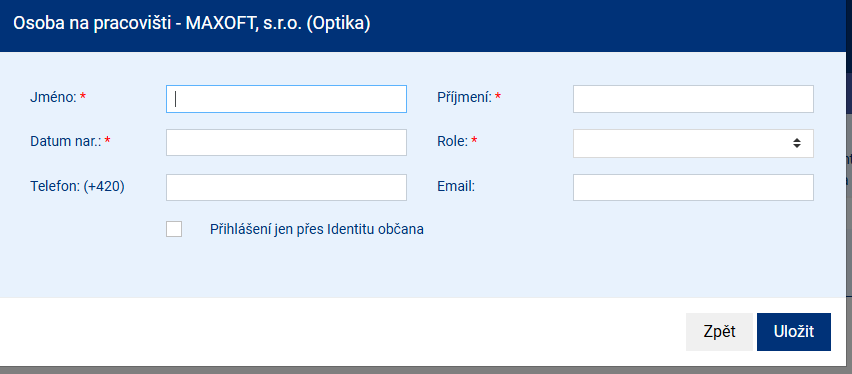 Osoba na pracovišti - MAXOFT, s.r.o. (Optika)
Jméno: *
Příjmení: *
Datum nar.: *
Role: *
Telefon: (+420)
Email:
Přihlášení jen přes Identitu občana
Zpět
Uložit